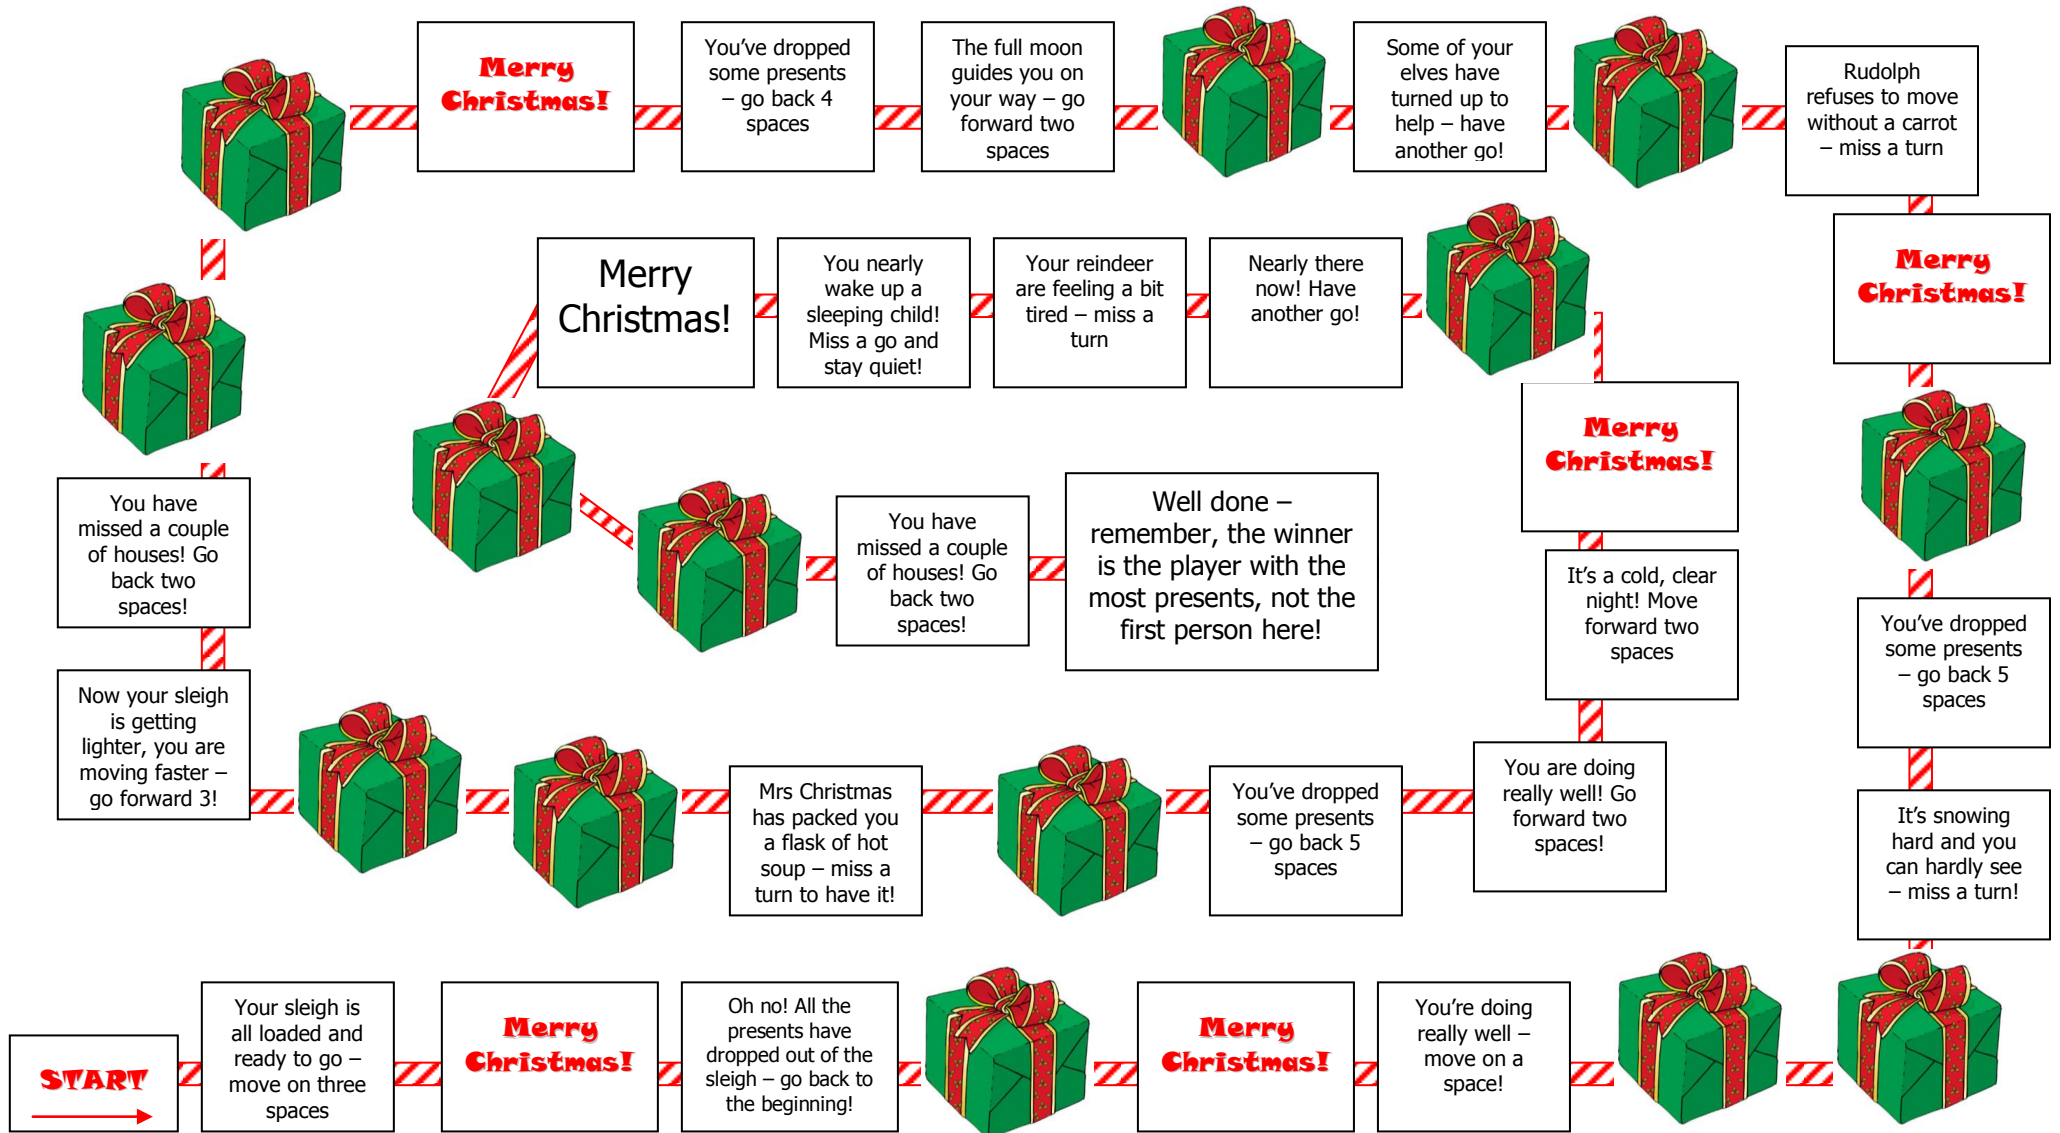 Merry
Christmas!
You’ve dropped
some presents
– go back 4
spaces
The full moon
guides you on
your way – go
forward two
spaces
Some of your
elves have
turned up to
help – have
another go!
Rudolph
refuses to move
without a carrot
– miss a turn
Merry
Christmas!
You nearly
wake up a
sleeping child!
Miss a go and
stay quiet!
Your reindeer
are feeling a bit
tired – miss a
turn
Nearly there
now! Have
another go!
Merry
Christmas!
Merry
Christmas!
You have
missed a couple
of houses! Go
back two
spaces!
You have
missed a couple
of houses! Go
back two
spaces!
Well done –
remember, the winner
is the player with the
most presents, not the
first person here!
It’s a cold, clear
night! Move
forward two
spaces
You’ve dropped
some presents
– go back 5
spaces
Now your sleigh
is getting
lighter, you are
moving faster –
go forward 3!
Mrs Christmas
has packed you
a flask of hot
soup – miss a
turn to have it!
You’ve dropped
some presents
– go back 5
spaces
You are doing
really well! Go
forward two
spaces!
It’s snowing
hard and you
can hardly see
– miss a turn!
START
Your sleigh is
all loaded and
ready to go –
move on three
spaces
Merry
Christmas!
Oh no! All the
presents have
dropped out of the
sleigh – go back to
the beginning!
Merry
Christmas!
You’re doing
really well –
move on a
space!